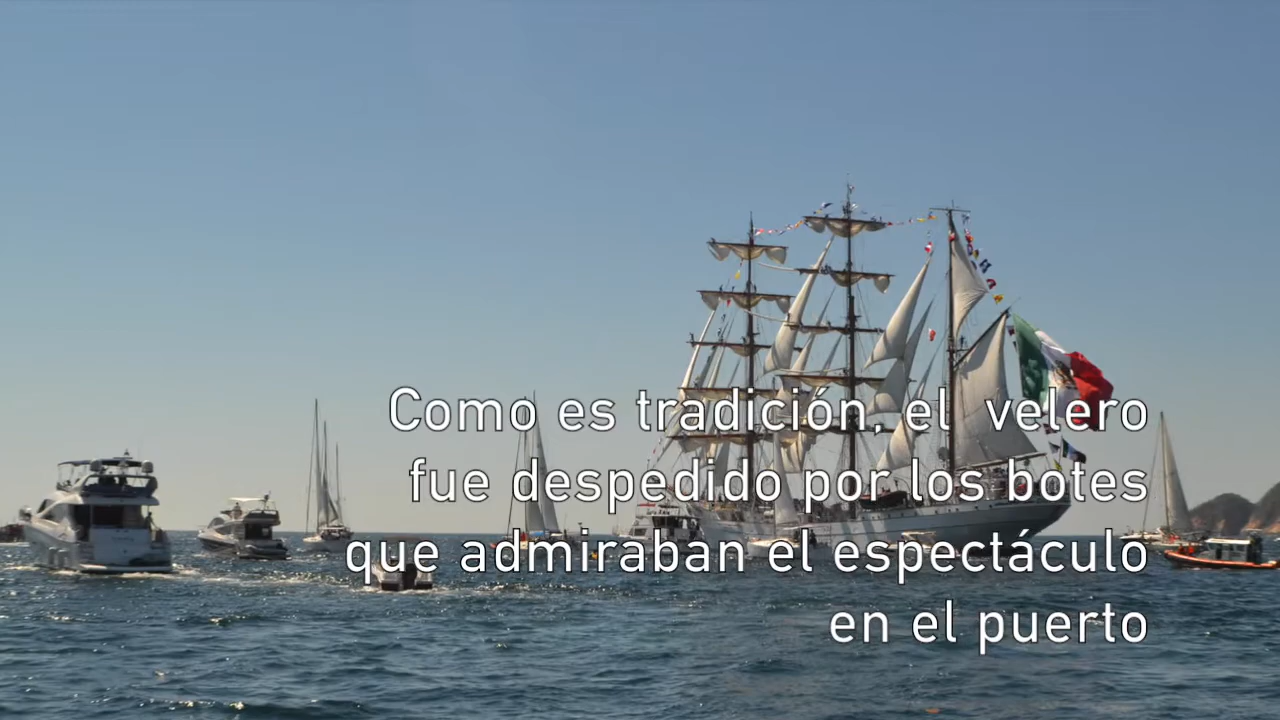 Como es tradición, el velero
fue despedido por los botes
que admiraban el espectáculo
en el puerto